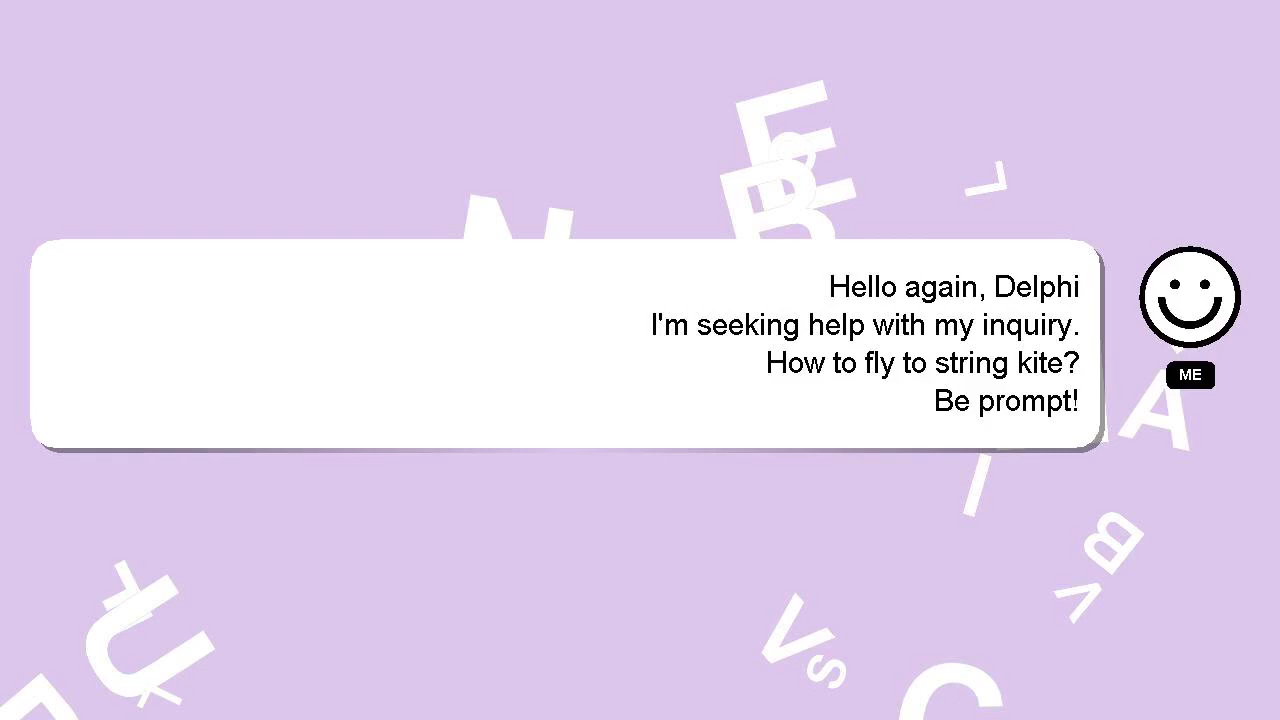 E
R
N
L
Hello again, Delphi
I'm seeking help with my inquiry.
How to fly to string kite?
Be prompt!
ME
A
I
B
V
U
V
S
C